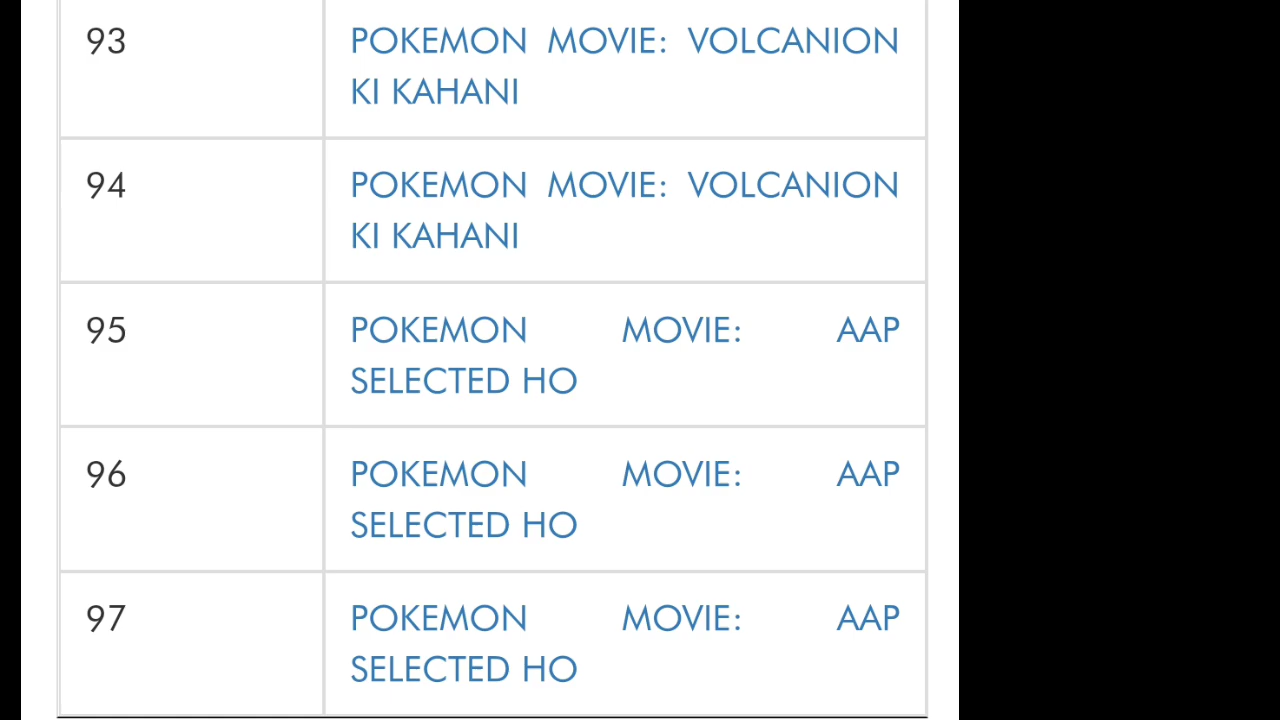 93
POKEMON MOVIE: VOLCANION
KI KAHANI
94
POKEMON MOVIE: VOLCANION
KI KAHANI
95
POKEMON MOVIE: AAP
SELECTED HO
96
POKEMON MOVIE: AAP
SELECTED HO
97
POKEMON MOVIE: AAP
SELECTED HO